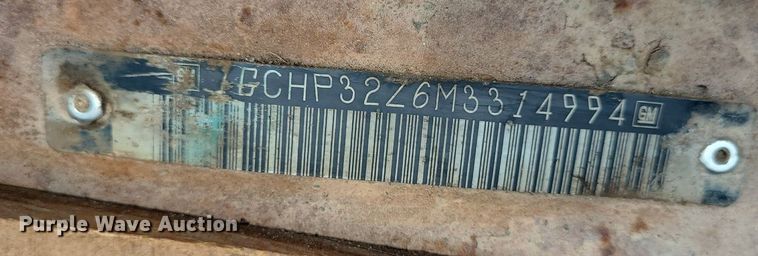 GCHP32Z6M3314994 GM
Purple Wave Auction